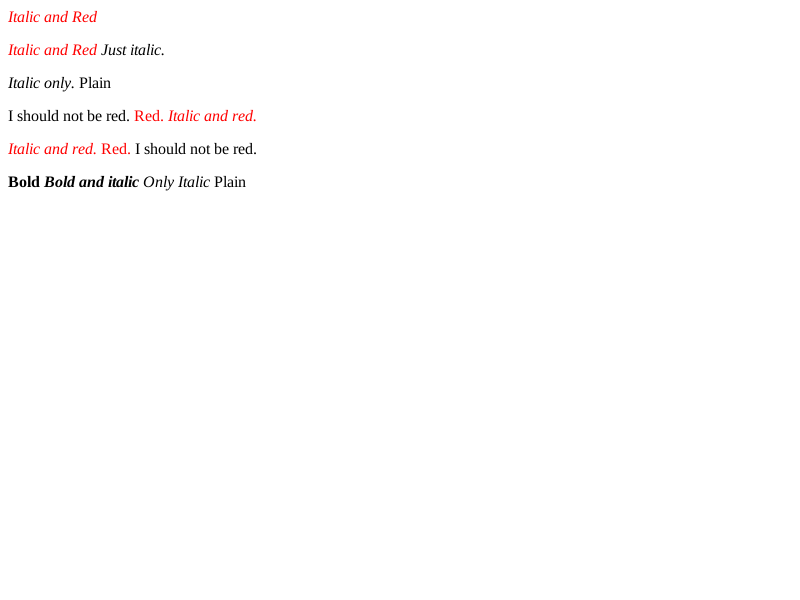 Italic and Red
Italic and Red Just italic.
Italic only. Plain
I should not be red. Red. Italic and red.
Italic and red. Red. I should not be red.
Bold Bold and italic Only Italic Plain